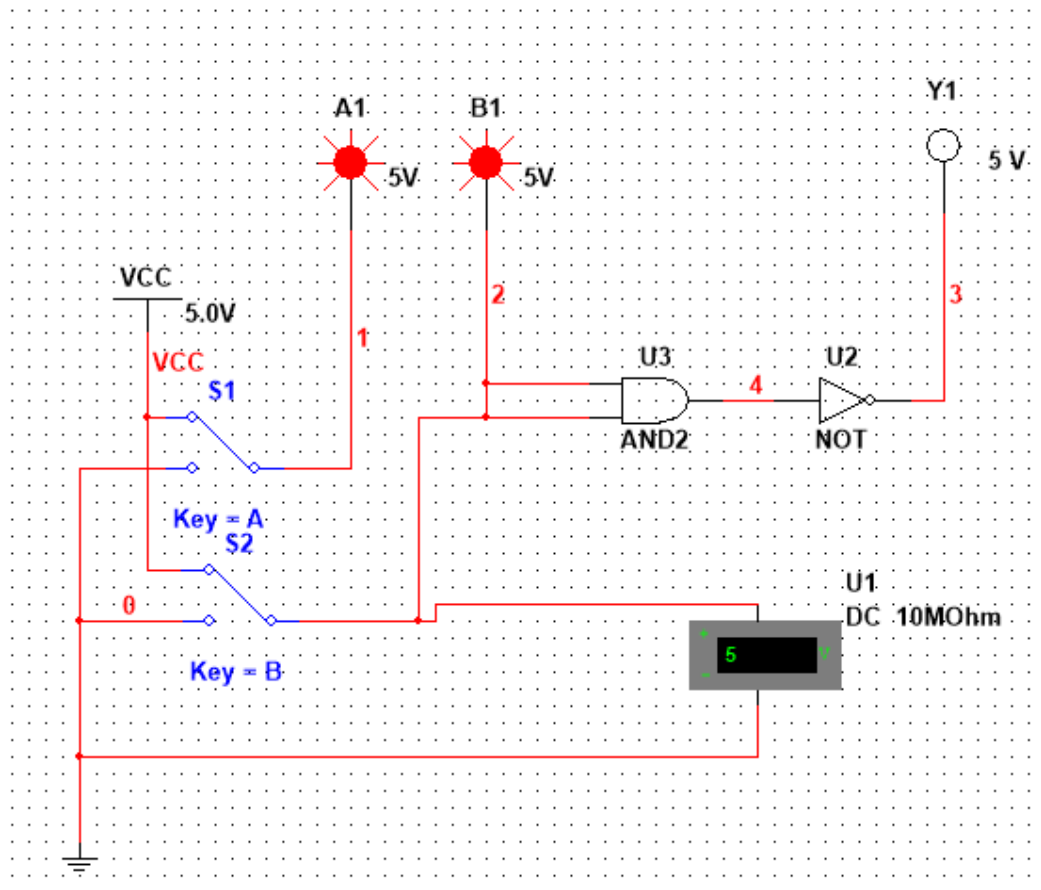 A1
B1
Y1
5V
5V
5 V
VCC
5.0V
2
3
1
VCC
S1
U3
U2
4
AND2
NOT
Key = A
S2
0
U1
DC 10MOhm
+
5
V
-
Key = B